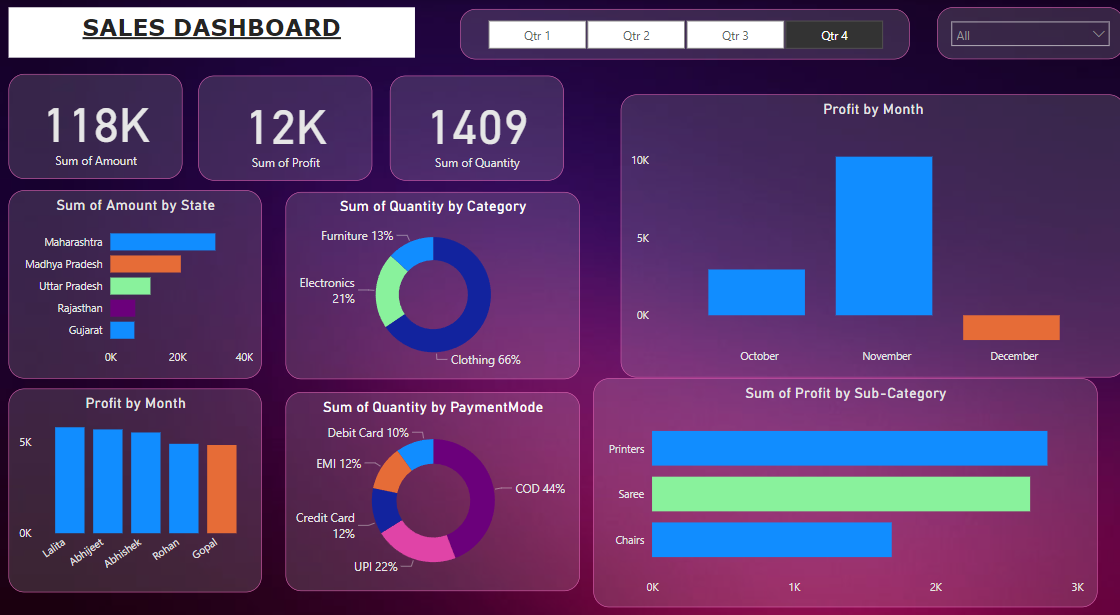 SALES DASHBOARD
Qtr 1
Qtr 2
Qtr 3
Qtr 4
All
118K
Sum of Amount
12K
Sum of Profit
1409
Sum of Quantity
Profit by Month
10K
5K
0K
October
November
December
Sum of Amount by State
Maharashtra
Madhya Pradesh
Uttar Pradesh
Rajasthan
Gujarat
0K
20K
40K
Sum of Quantity by Category
Furniture 13%
Electronics
21%
Clothing 66%
Profit by Month
5K
0K
Lalita
Abhijeet
Abhishek
Rohan
Gopal
Sum of Quantity by PaymentMode
Debit Card 10%
EMI 12%
COD 44%
Credit Card
12%
UPI 22%
Sum of Profit by Sub-Category
Printers
Saree
Chairs
0K
1K
2K
3K